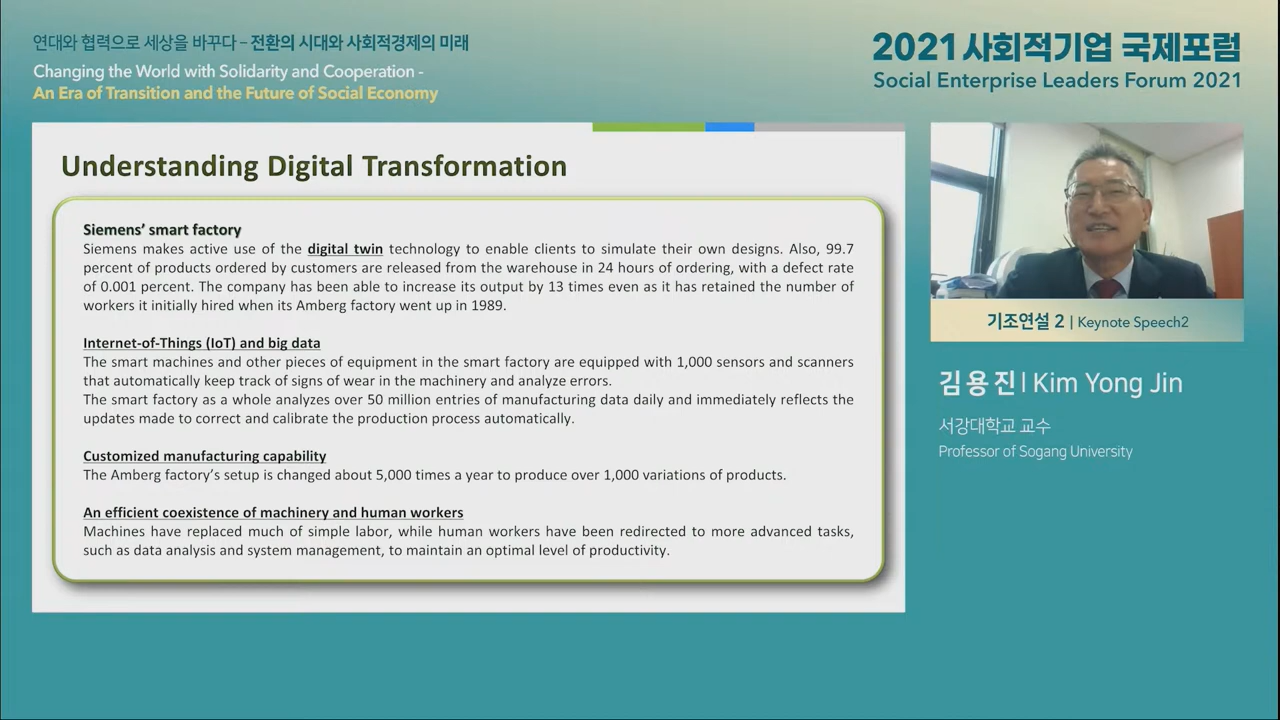 연대와 협력으로 세상을 바꾸다 – 전환의 시대와 사회적경제의 미래
Changing the World with Solidarity and Cooperation -
An Era of Transition and the Future of Social Economy
2021 사회적기업 국제포럼
Social Enterprise Leaders Forum 2021
Understanding Digital Transformation
Siemens’ smart factory
Siemens makes active use of the digital twin technology to enable clients to simulate their own designs. Also, 99.7
percent of products ordered by customers are released from the warehouse in 24 hours of ordering, with a defect rate
of 0.001 percent. The company has been able to increase its output by 13 times even as it has retained the number of
workers it initially hired when its Amberg factory went up in 1989.
Internet-of-Things (IoT) and big data
The smart machines and other pieces of equipment in the smart factory are equipped with 1,000 sensors and scanners
that automatically keep track of signs of wear in the machinery and analyze errors.
The smart factory as a whole analyzes over 50 million entries of manufacturing data daily and immediately reflects the
updates made to correct and calibrate the production process automatically.
Customized manufacturing capability
The Amberg factory’s setup is changed about 5,000 times a year to produce over 1,000 variations of products.
An efficient coexistence of machinery and human workers
Machines have replaced much of simple labor, while human workers have been redirected to more advanced tasks,
such as data analysis and system management, to maintain an optimal level of productivity.
기조연설 2 | Keynote Speech2
김용진 | Kim Yong Jin
서강대학교 교수
Professor of Sogang University